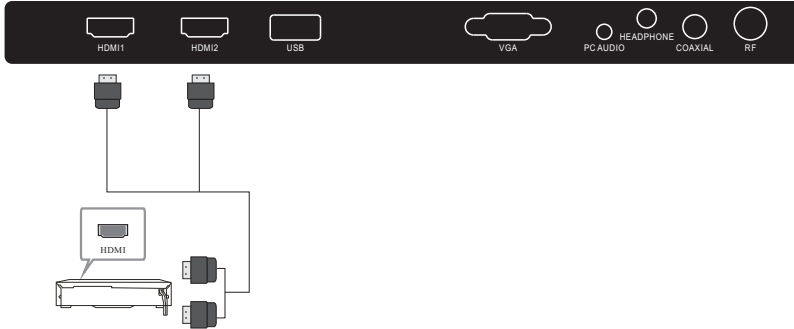 HDMI1
HDMI2
USB
VGA
PC AUDIO
HEADPHONE
COAXIAL
RF
HDMI